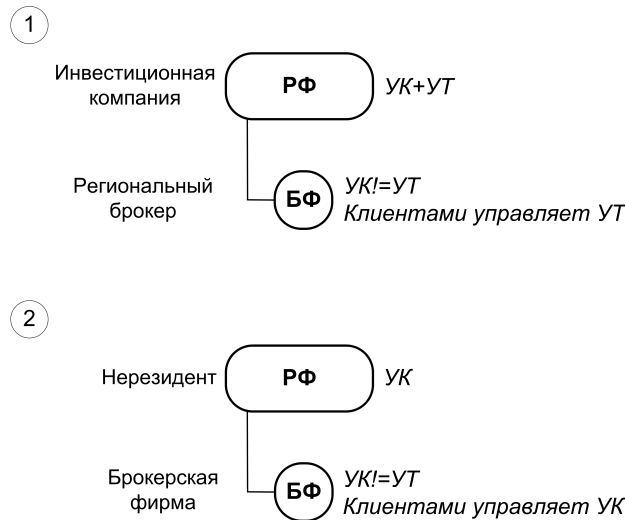 1
Инвестиционная
компания
РФ
УК+УТ
Региональный
брокер
БФ
УК!=УТ
Клиентами управляет УТ
2
Нерезидент
РФ
УК
Брокерская
фирма
БФ
УК!=УТ
Клиентами управляет УК